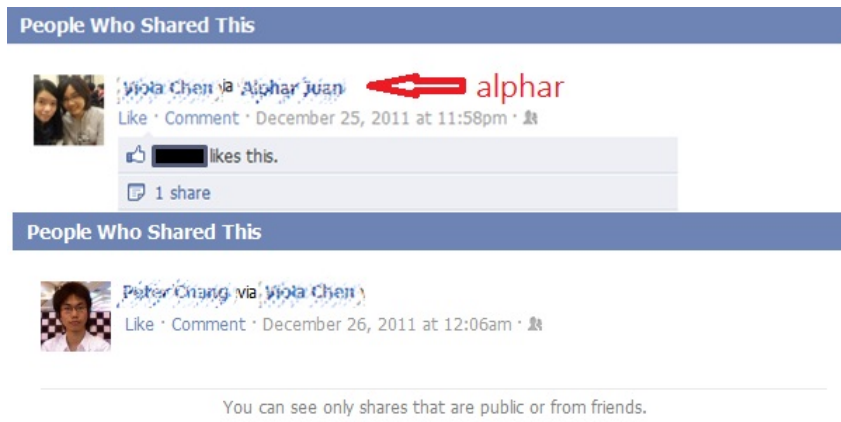 People Who Shared This
Viola Chen via Alphar Juan alphar
Like · Comment · December 25, 2011 at 11:58pm ·
likes this.
1 share
People Who Shared This
Peter Chang via Viola Chen
Like · Comment · December 26, 2011 at 12:06am ·
You can see only shares that are public or from friends.